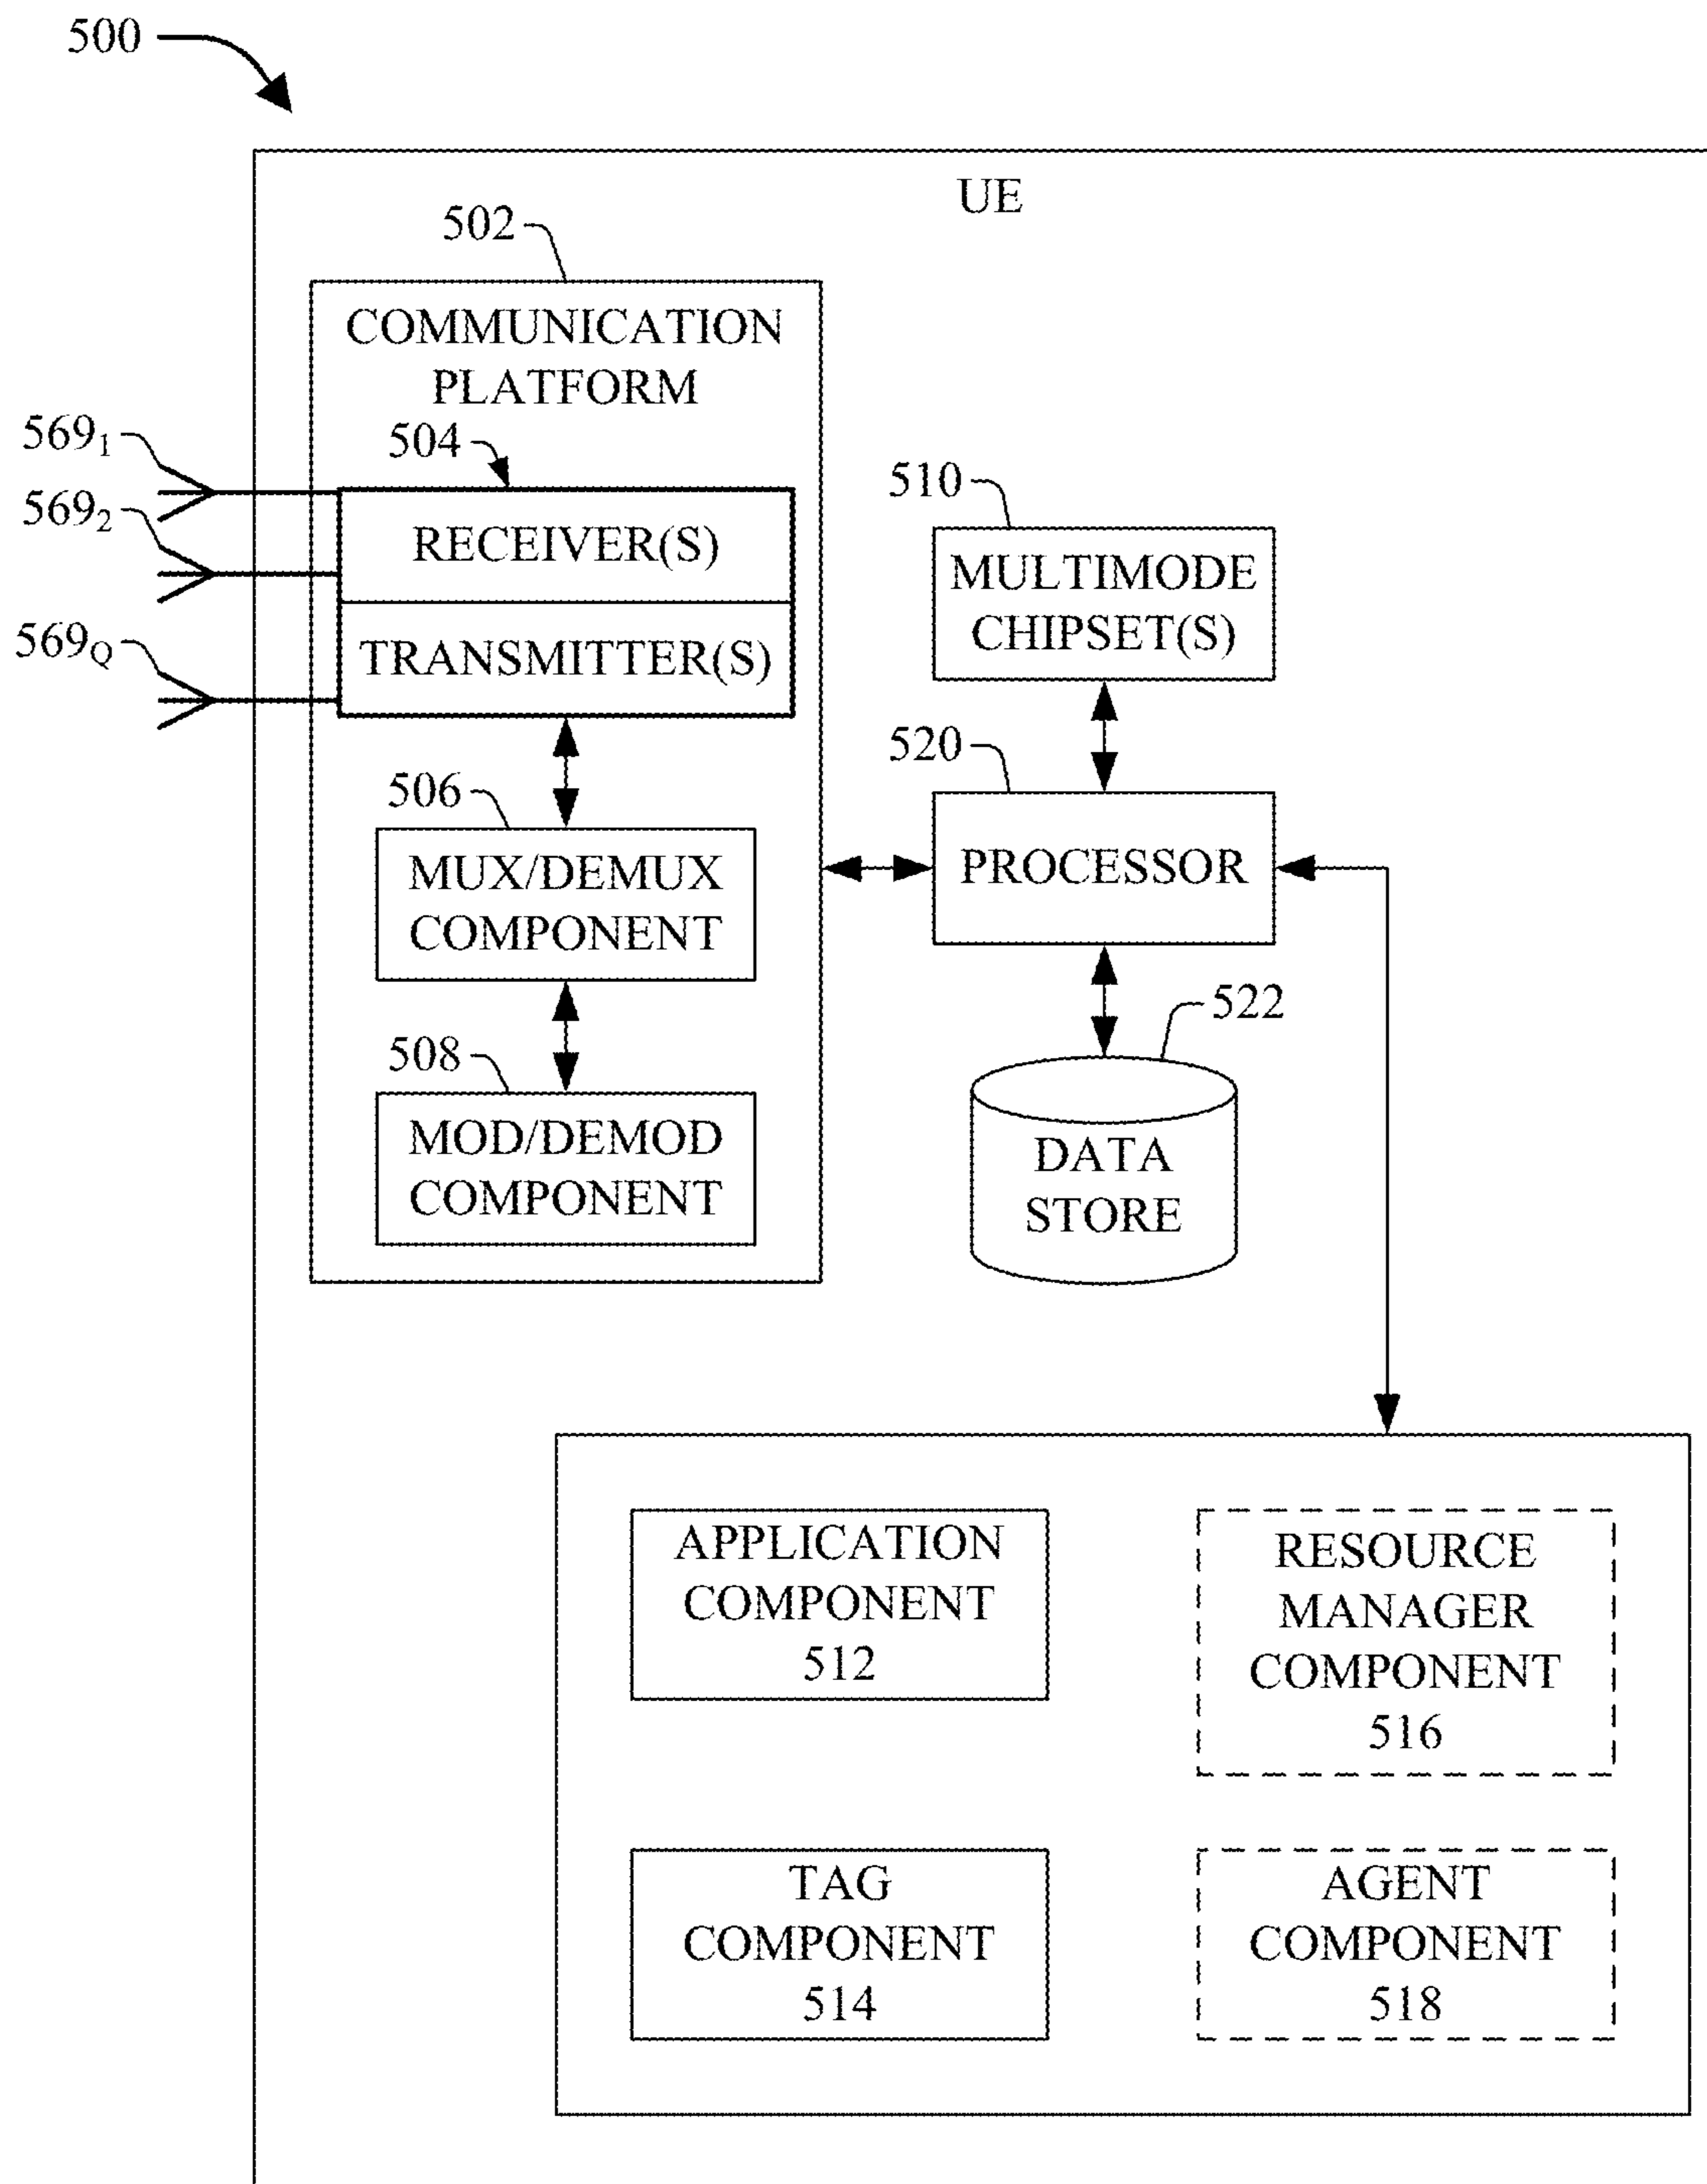 500
UE
502
COMMUNICATION
PLATFORM
569₁
504
569₂
RECEIVER(S)
569Q
TRANSMITTER(S)
510
MULTIMODE
CHIPSET(S)
506
MUX/DEMUX
COMPONENT
520
PROCESSOR
508
MOD/DEMOD
COMPONENT
522
DATA
STORE
APPLICATION
COMPONENT
512
RESOURCE
MANAGER
COMPONENT
516
TAG
COMPONENT
514
AGENT
COMPONENT
518